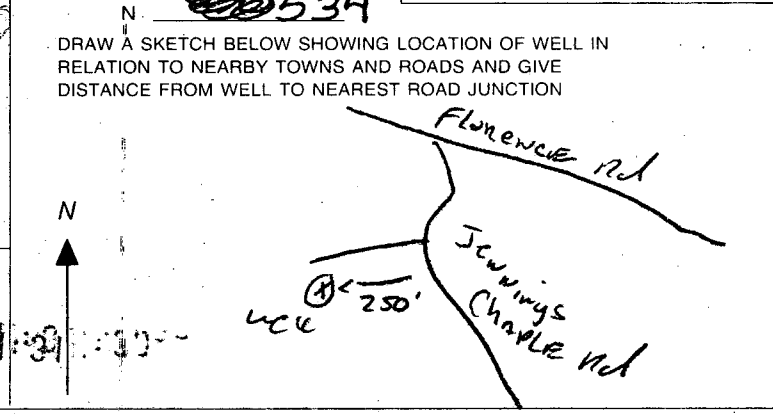 N 534
DRAW A SKETCH BELOW SHOWING LOCATION OF WELL IN
RELATION TO NEARBY TOWNS AND ROADS AND GIVE
DISTANCE FROM WELL TO NEAREST ROAD JUNCTION
Florence Rd
N
Jennings
Chaple Rd
X
250'